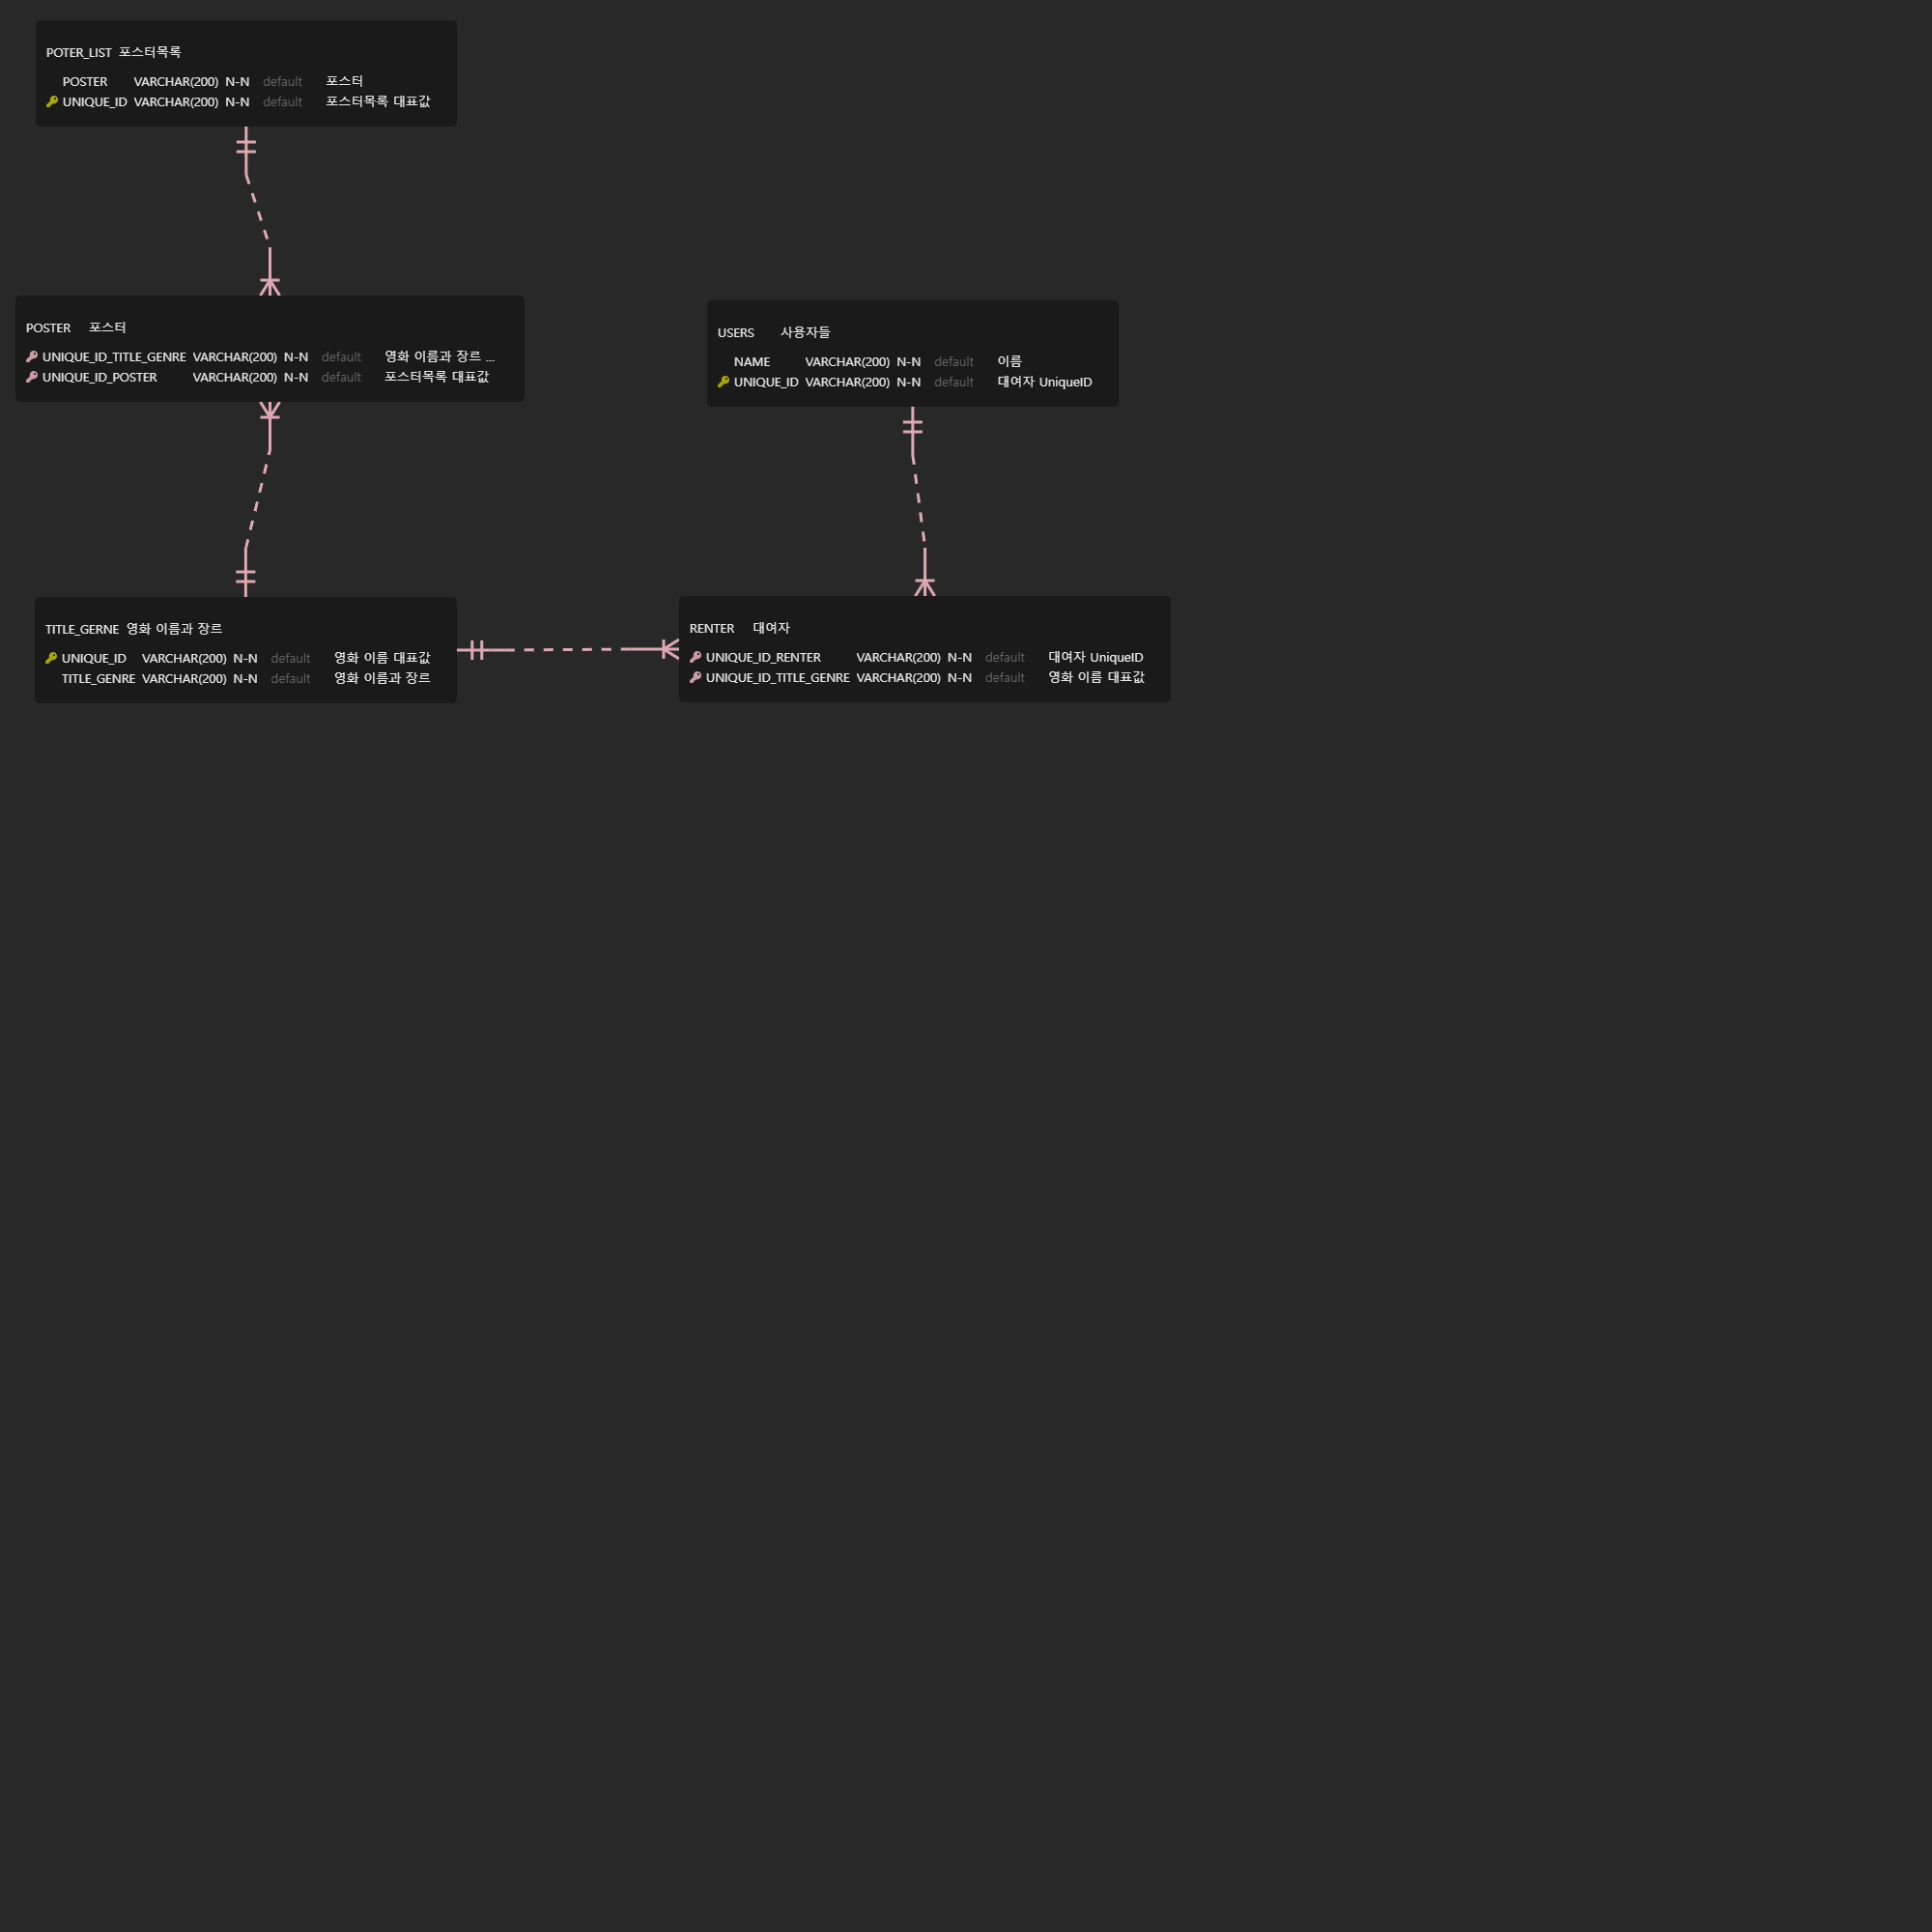 POTER_LIST 포스터목록
POSTER VARCHAR(200) N-N default 포스터
UNIQUE_ID VARCHAR(200) N-N default 포스터목록 대표값
POSTER 포스터
UNIQUE_ID_TITLE_GENRE VARCHAR(200) N-N default 영화 이름과 장르 ...
UNIQUE_ID_POSTER VARCHAR(200) N-N default 포스터목록 대표값
USERS 사용자들
NAME VARCHAR(200) N-N default 이름
UNIQUE_ID VARCHAR(200) N-N default 대여자 UniqueID
TITLE_GERNE 영화 이름과 장르
UNIQUE_ID VARCHAR(200) N-N default 영화 이름 대표값
TITLE_GENRE VARCHAR(200) N-N default 영화 이름과 장르
RENTER 대여자
UNIQUE_ID_RENTER VARCHAR(200) N-N default 대여자 UniqueID
UNIQUE_ID_TITLE_GENRE VARCHAR(200) N-N default 영화 이름 대표값